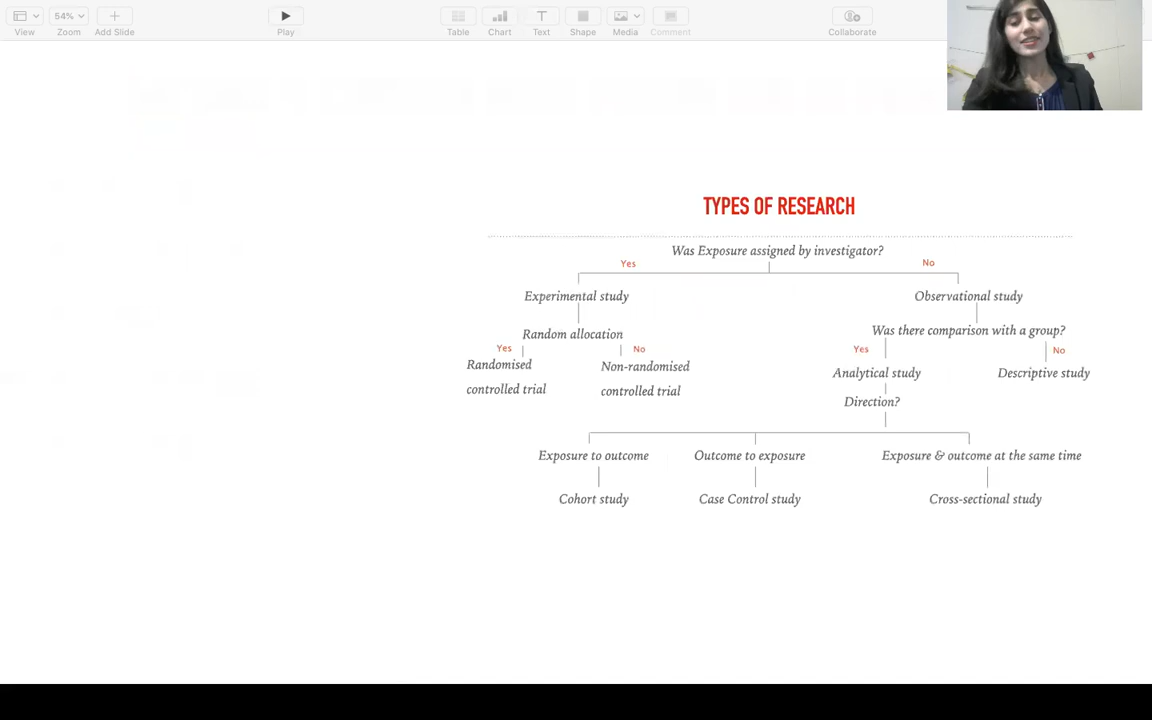 54%
View Zoom Add Slide Play Table Chart Text Shape Media Comment Collaborate
TYPES OF RESEARCH
Was Exposure assigned by investigator?
Yes No
Experimental study Observational study
Random allocation Was there comparison with a group?
Yes No Yes No
Randomised controlled trial
Non-randomised controlled trial
Analytical study Descriptive study
Direction?
Exposure to outcome Outcome to exposure Exposure & outcome at the same time
Cohort study Case Control study Cross-sectional study